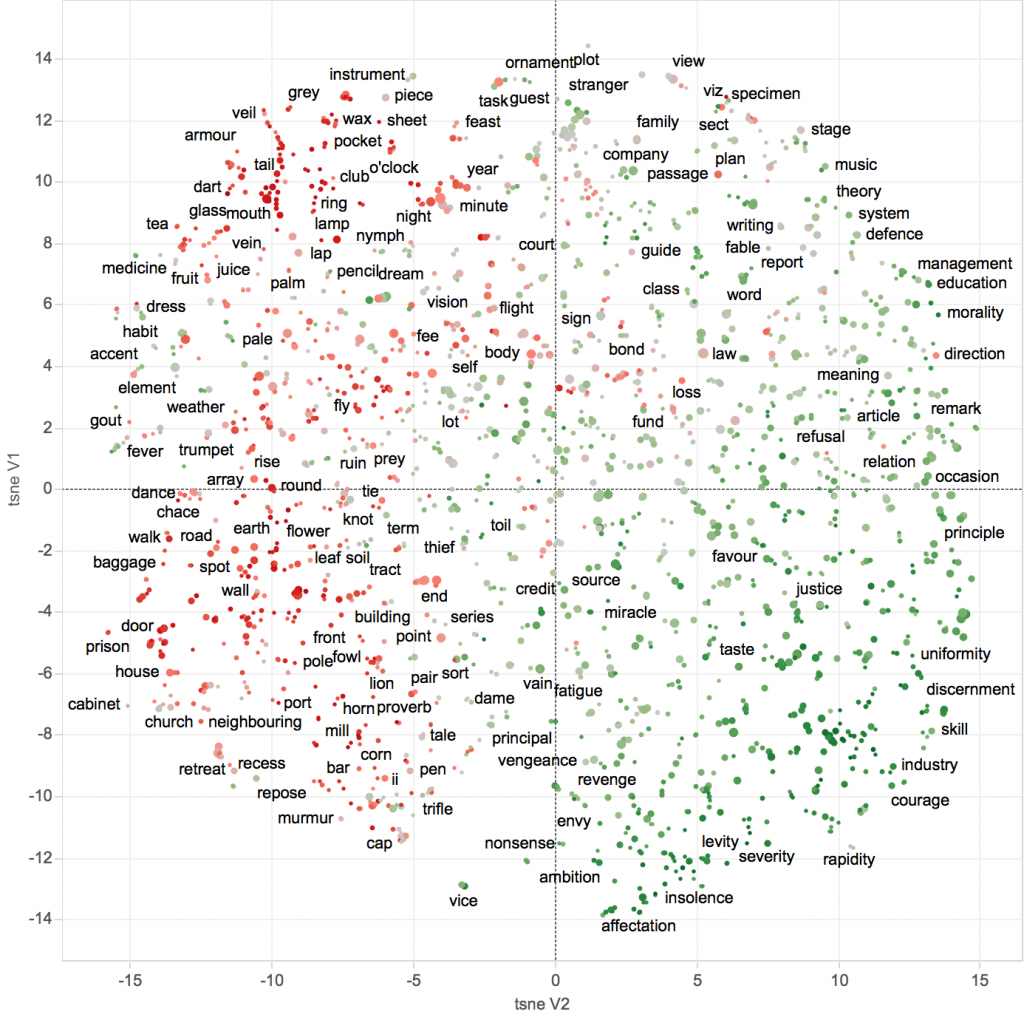 14
ornament plot
view
instrument
stranger
grey
piece
task guest
viz specimen
veil
wax sheet feast
family
12
sect
stage
armour
pocket
company
plan
tail
club o'clock year
passage
music
10
dart
ring
theory
glass mouth
night minute
system
tea
lamp
writing
defence
8
vein
nymph
court
guide fable
lap
report
medicine
juice
pencil dream
management
fruit
palm
class
education
6
dress
vision flight
word
habit
sign
morality
pale
fee
accent
body
bond
law
direction
4
self
element
meaning
loss
weather
fly
article remark
gout
lot
fund
2
refusal
fever trumpet
rise
ruin prey
relation
array
occasion
0
dance
round
tie
chace
knot
walk road
earth flower
term toil
principle
-2
thief
baggage
spot
leaf soil
favour
tract
source
wall
end
credit
justice
-4
building series
miracle
door
front point
prison
taste
uniformity
pole fowl
-6
house
lion pair sort
vain
discernment
cabinet
port
dame
fatigue
church neighbouring
horn proverb
skill
-8
mill
tale
principal
corn
vengeance
retreat recess
bar
ii pen
revenge
industry
-10
repose
trifle
courage
murmur
envy
cap
nonsense
levity
-12
severity rapidity
ambition
vice
insolence
-14
affectation
-15
-10
-5
0
5
10
15
tsne V2
tsne V1